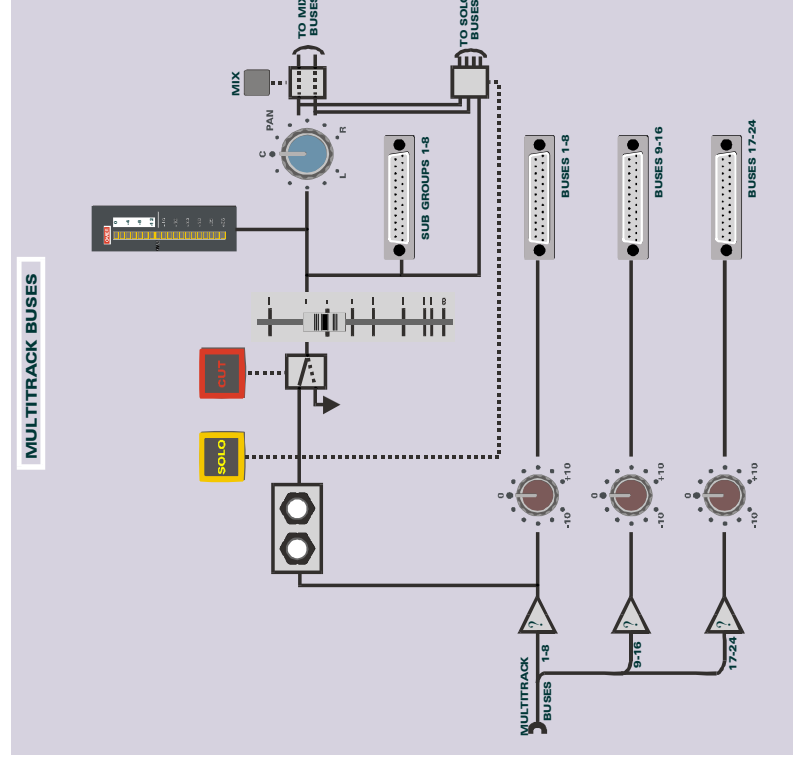 MULTITRACK BUSES
TO MIX
BUSES
TO SOLO
BUSES
MIX
PAN
L
C
R
OVER
SUB GROUPS 1-8
BUSES 1-8
BUSES 9-16
BUSES 17-24
CUT
SOLO
-10
0
+10
-10
0
+10
-10
0
+10
?
?
?
MULTITRACK
BUSES
1-8
9-16
17-24